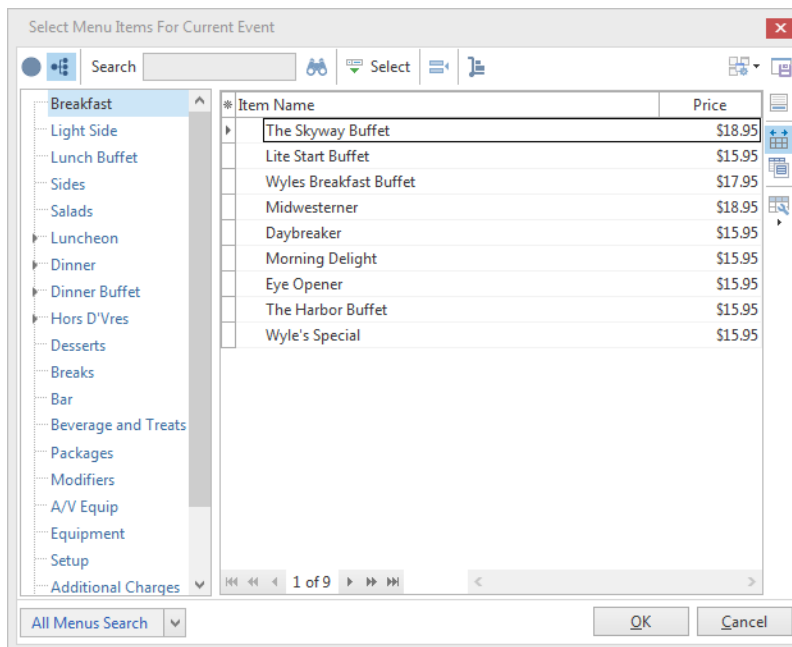 Select Menu Items For Current Event
Search
Select
Breakfast
Light Side
Lunch Buffet
Sides
Salads
Luncheon
Dinner
Dinner Buffet
Hors D'Vres
Desserts
Breaks
Bar
Beverage and Treats
Packages
Modifiers
A/V Equip
Equipment
Setup
Additional Charges
Item Name Price
The Skyway Buffet $18.95
Lite Start Buffet $15.95
Wyles Breakfast Buffet $17.95
Midwesterner $18.95
Daybreaker $15.95
Morning Delight $15.95
Eye Opener $15.95
The Harbor Buffet $15.95
Wyle's Special $15.95
1 of 9
All Menus Search
OK
Cancel